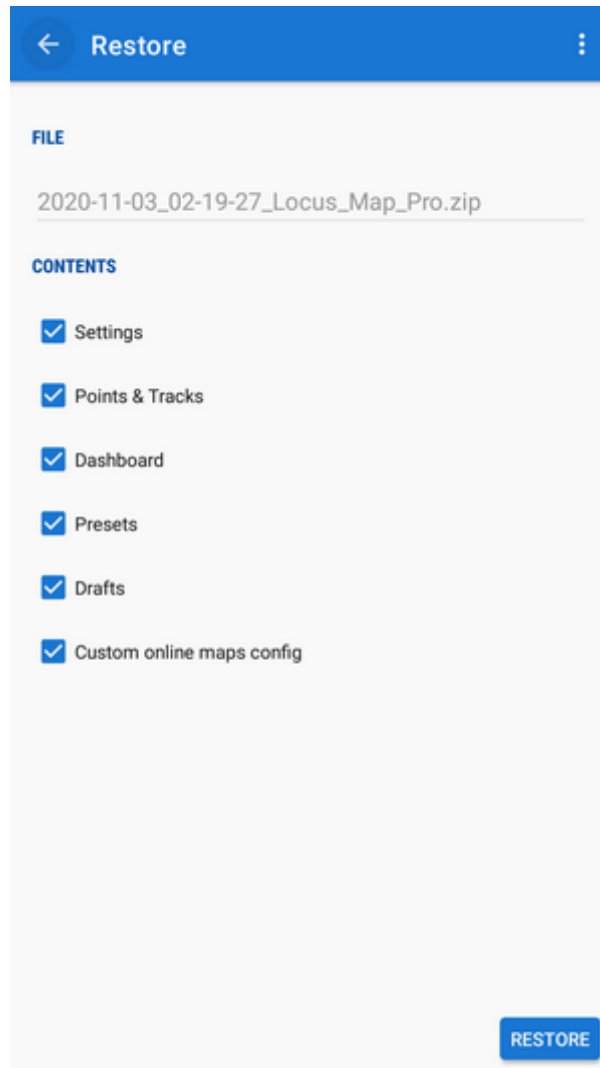 Restore
FILE
2020-11-03_02-19-27_Locus_Map_Pro.zip
CONTENTS
Settings
Points & Tracks
Dashboard
Presets
Drafts
Custom online maps config
RESTORE